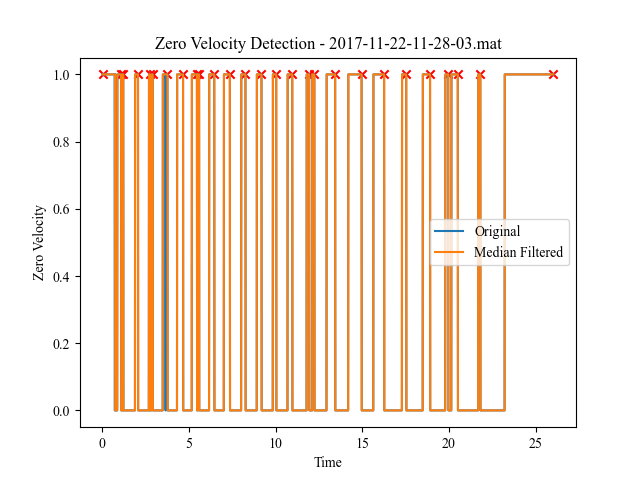 Zero Velocity Detection - 2017-11-22-11-28-03.mat
1.0
0.8
0.6
0.4
0.2
0.0
Zero Velocity
Original
Median Filtered
0
5
10
15
20
25
Time